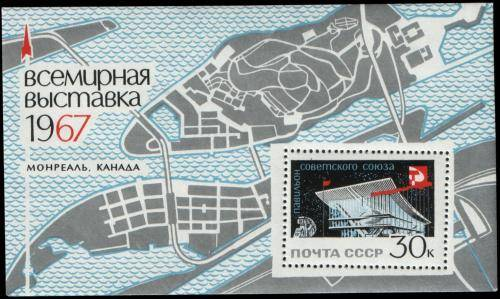 Всемирная
выставка
1967
МОНРЕАЛЬ, КАНАДА
ПАВИЛЬОН
СОВЕТСКОГО СОЮЗА
ПОЧТА СССР 30к